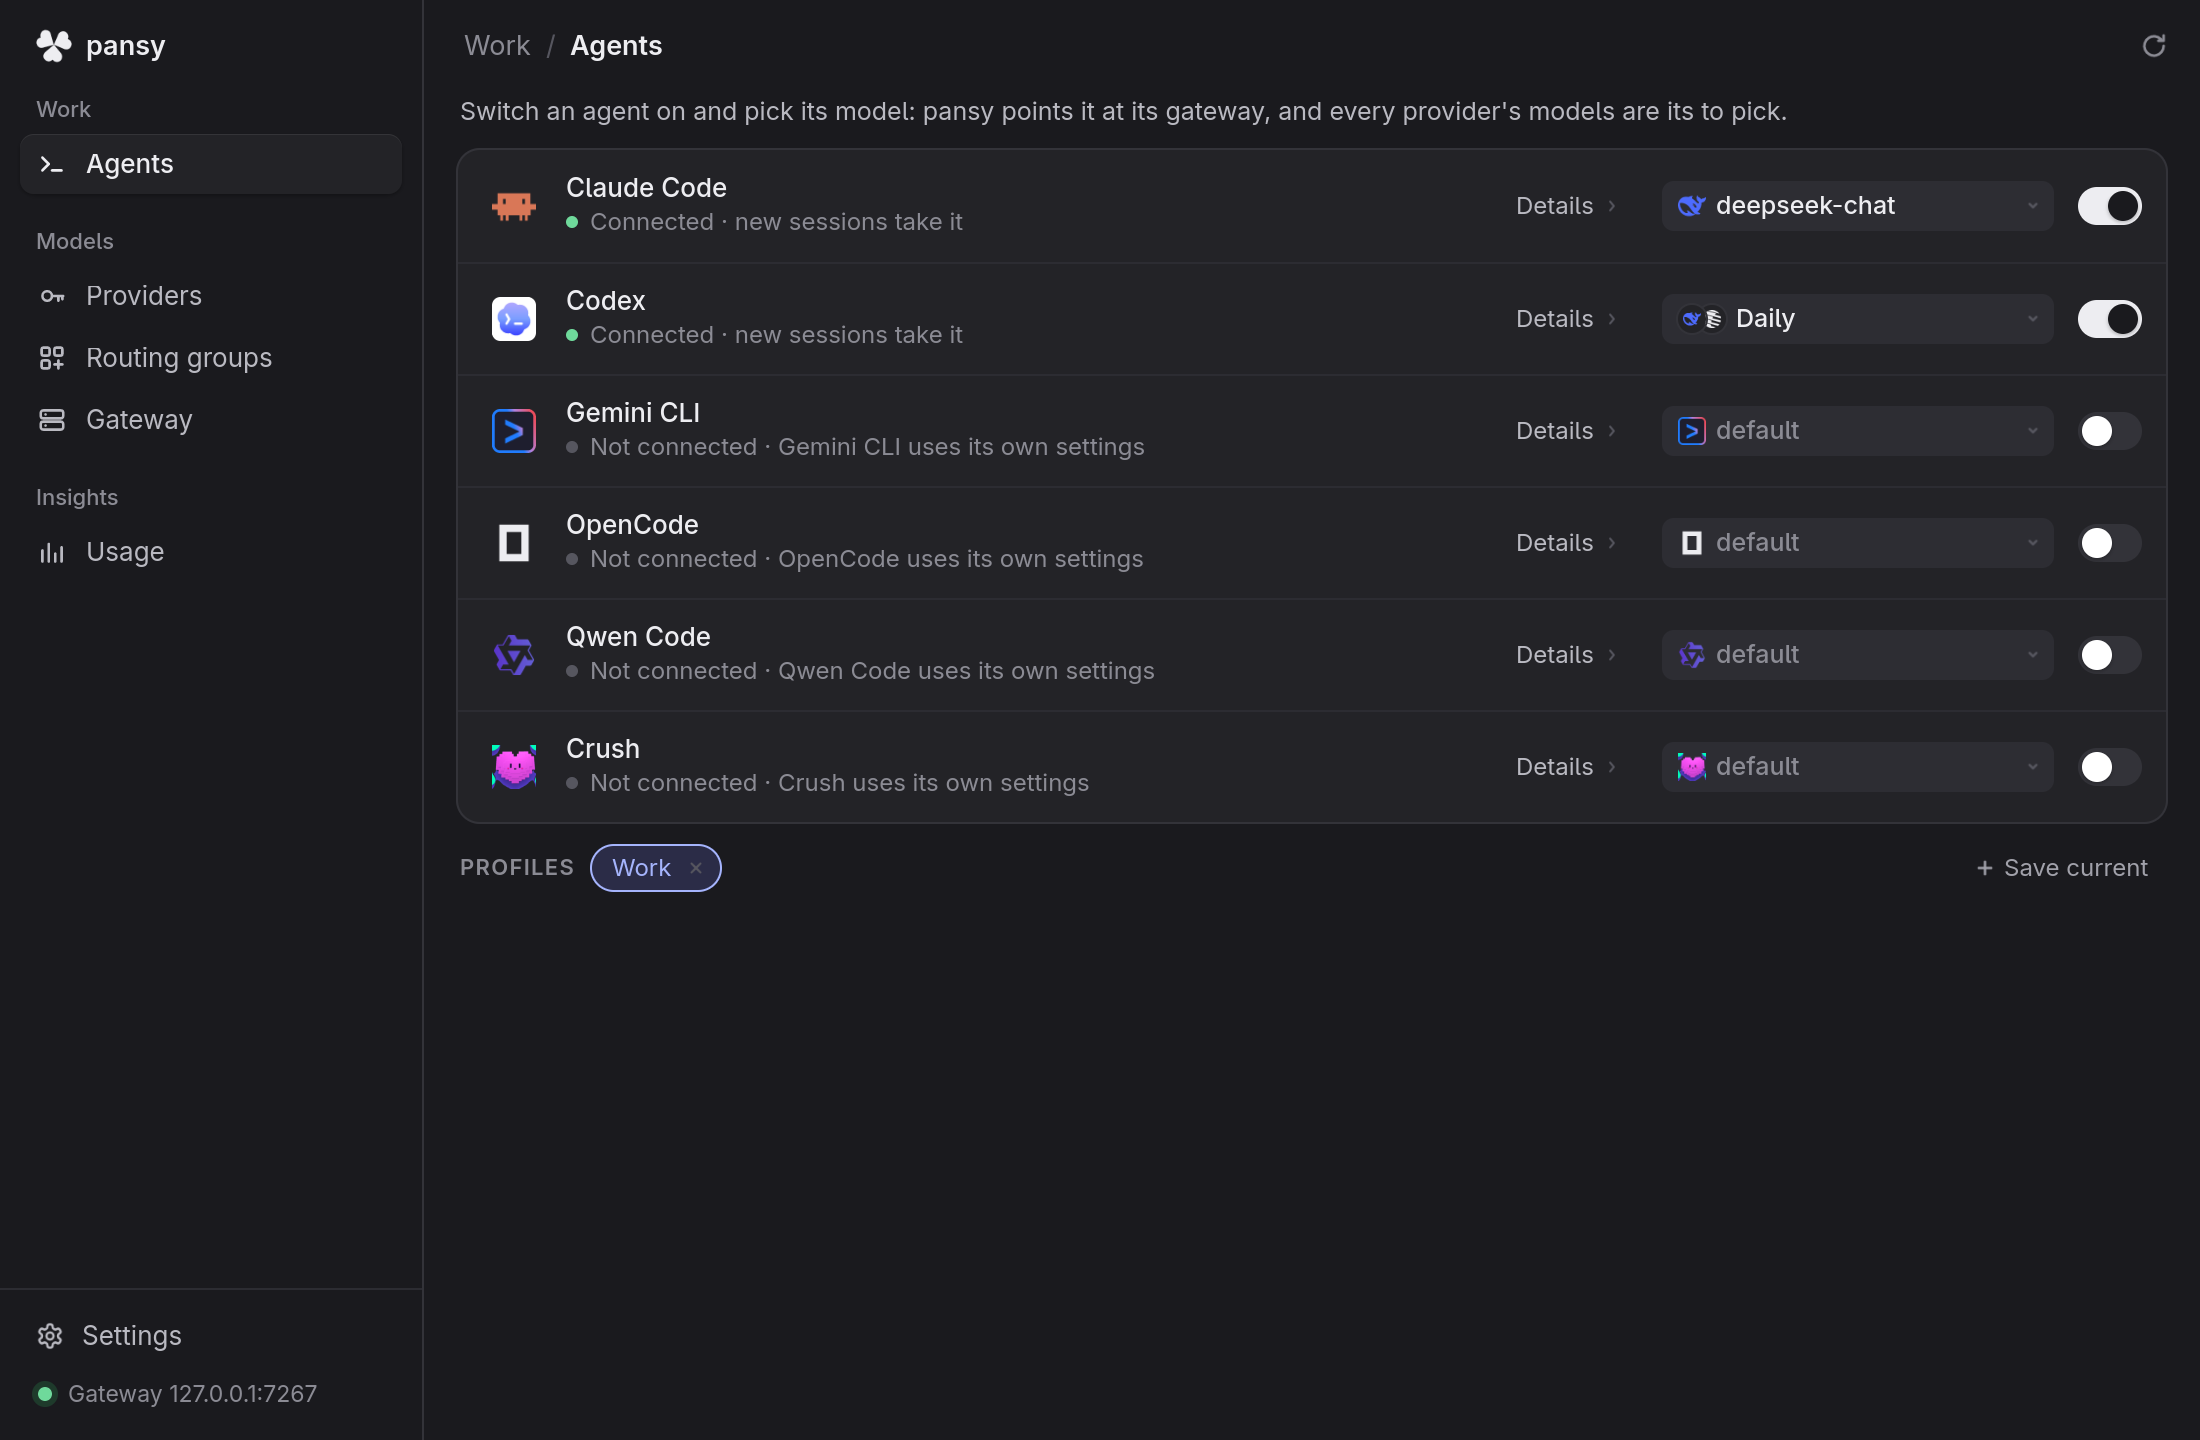 pansy
Work
Agents
Models
Providers
Routing groups
Gateway
Insights
Usage
Settings
Gateway 127.0.0.1:7267
Work / Agents
Switch an agent on and pick its model: pansy points it at its gateway, and every provider's models are its to pick.
Claude Code
Connected · new sessions take it
Details
deepseek-chat
Codex
Connected · new sessions take it
Details
Daily
Gemini CLI
Not connected · Gemini CLI uses its own settings
Details
default
OpenCode
Not connected · OpenCode uses its own settings
Details
default
Qwen Code
Not connected · Qwen Code uses its own settings
Details
default
Crush
Not connected · Crush uses its own settings
Details
default
PROFILES
Work ×
+ Save current